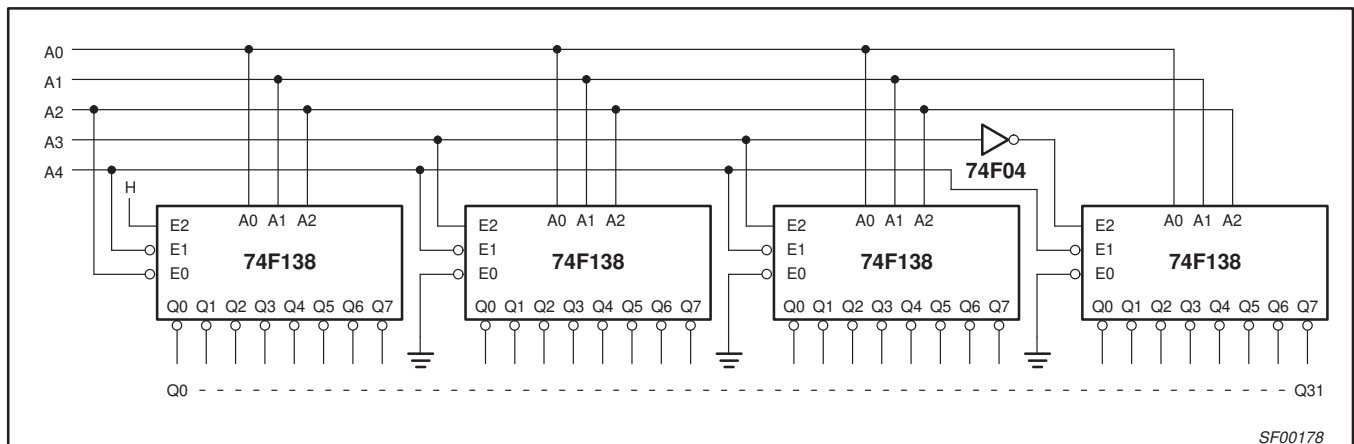 A0
A1
A2
A3
A4
H
74F04
E2 A0 A1 A2 E2 A0 A1 A2 E2 A0 A1 A2 E2 A0 A1 A2
E1 E1 E1 E1
74F138 74F138 74F138 74F138
E0 E0 E0 E0
Q0 Q1 Q2 Q3 Q4 Q5 Q6 Q7 Q0 Q1 Q2 Q3 Q4 Q5 Q6 Q7 Q0 Q1 Q2 Q3 Q4 Q5 Q6 Q7 Q0 Q1 Q2 Q3 Q4 Q5 Q6 Q7
Q0 Q31
SF00178